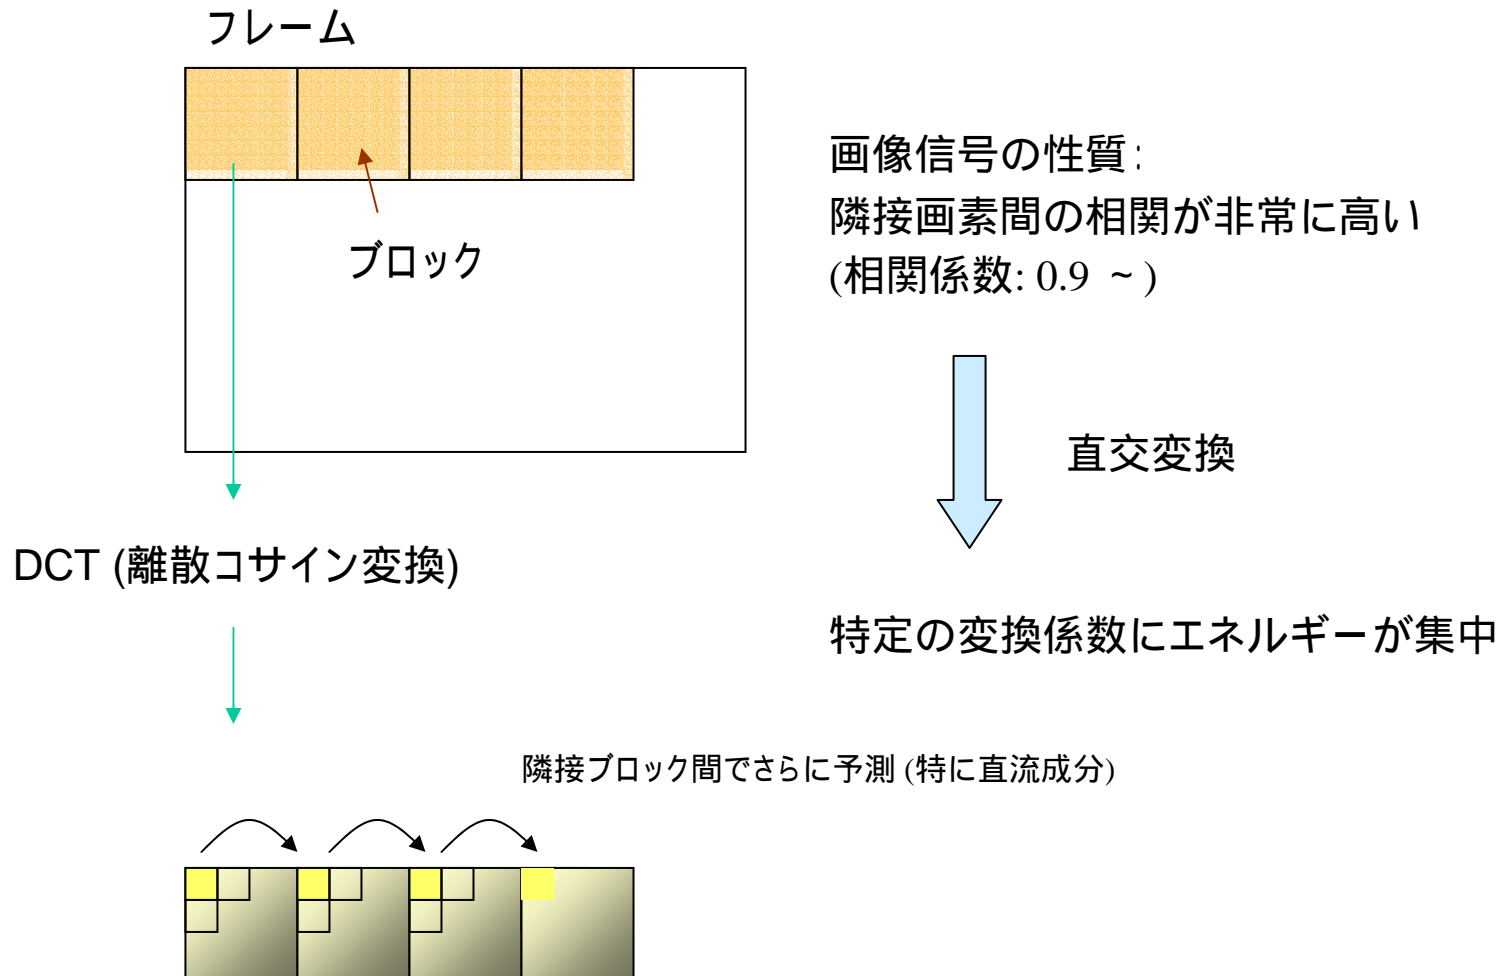 フレーム
ブロック
画像信号の性質:
隣接画素間の相関が非常に高い
(相関係数: 0.9 ~ )
直交変換
DCT (離散コサイン変換)
特定の変換係数にエネルギーが集中
隣接ブロック間でさらに予測 (特に直流成分)